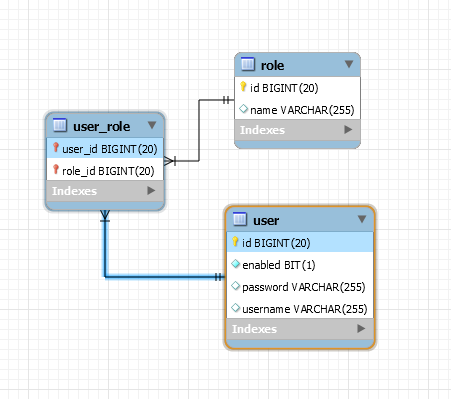 role
id BIGINT(20)
name VARCHAR(255)
Indexes
user_role
user_id BIGINT(20)
role_id BIGINT(20)
Indexes
user
id BIGINT(20)
enabled BIT(1)
password VARCHAR(255)
username VARCHAR(255)
Indexes